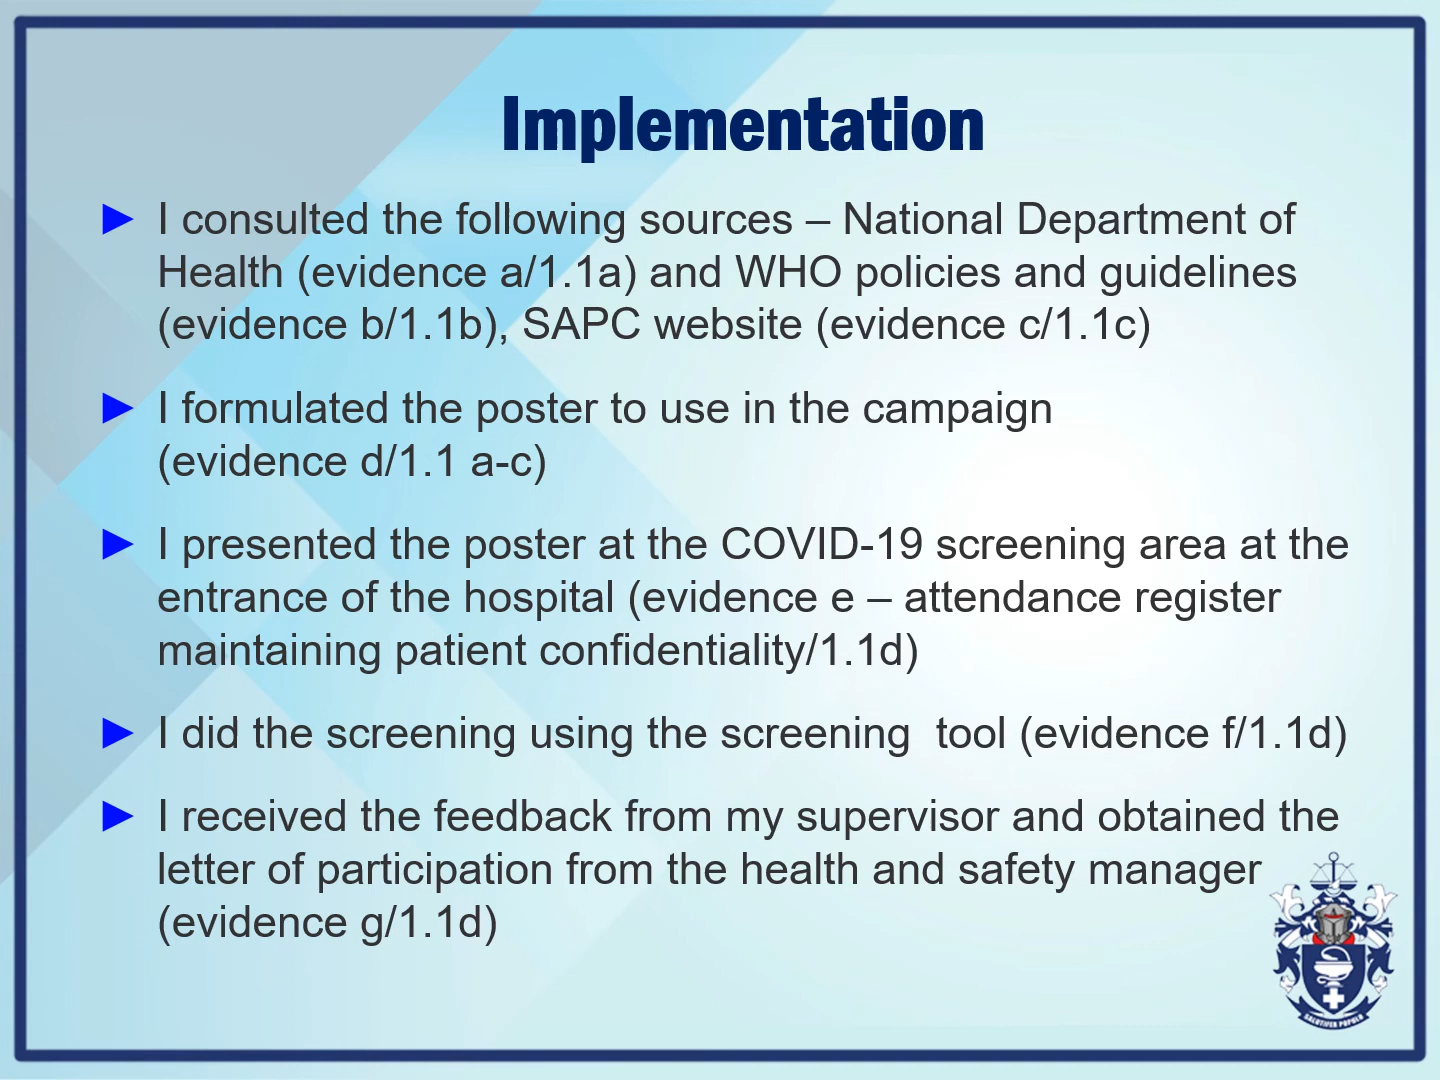 Implementation
► I consulted the following sources – National Department of
Health (evidence a/1.1a) and WHO policies and guidelines
(evidence b/1.1b), SAPC website (evidence c/1.1c)
► I formulated the poster to use in the campaign
(evidence d/1.1 a-c)
► I presented the poster at the COVID-19 screening area at the
entrance of the hospital (evidence e – attendance register
maintaining patient confidentiality/1.1d)
► I did the screening using the screening  tool (evidence f/1.1d)
► I received the feedback from my supervisor and obtained the
letter of participation from the health and safety manager
(evidence g/1.1d)
SALUTIFER POPULO